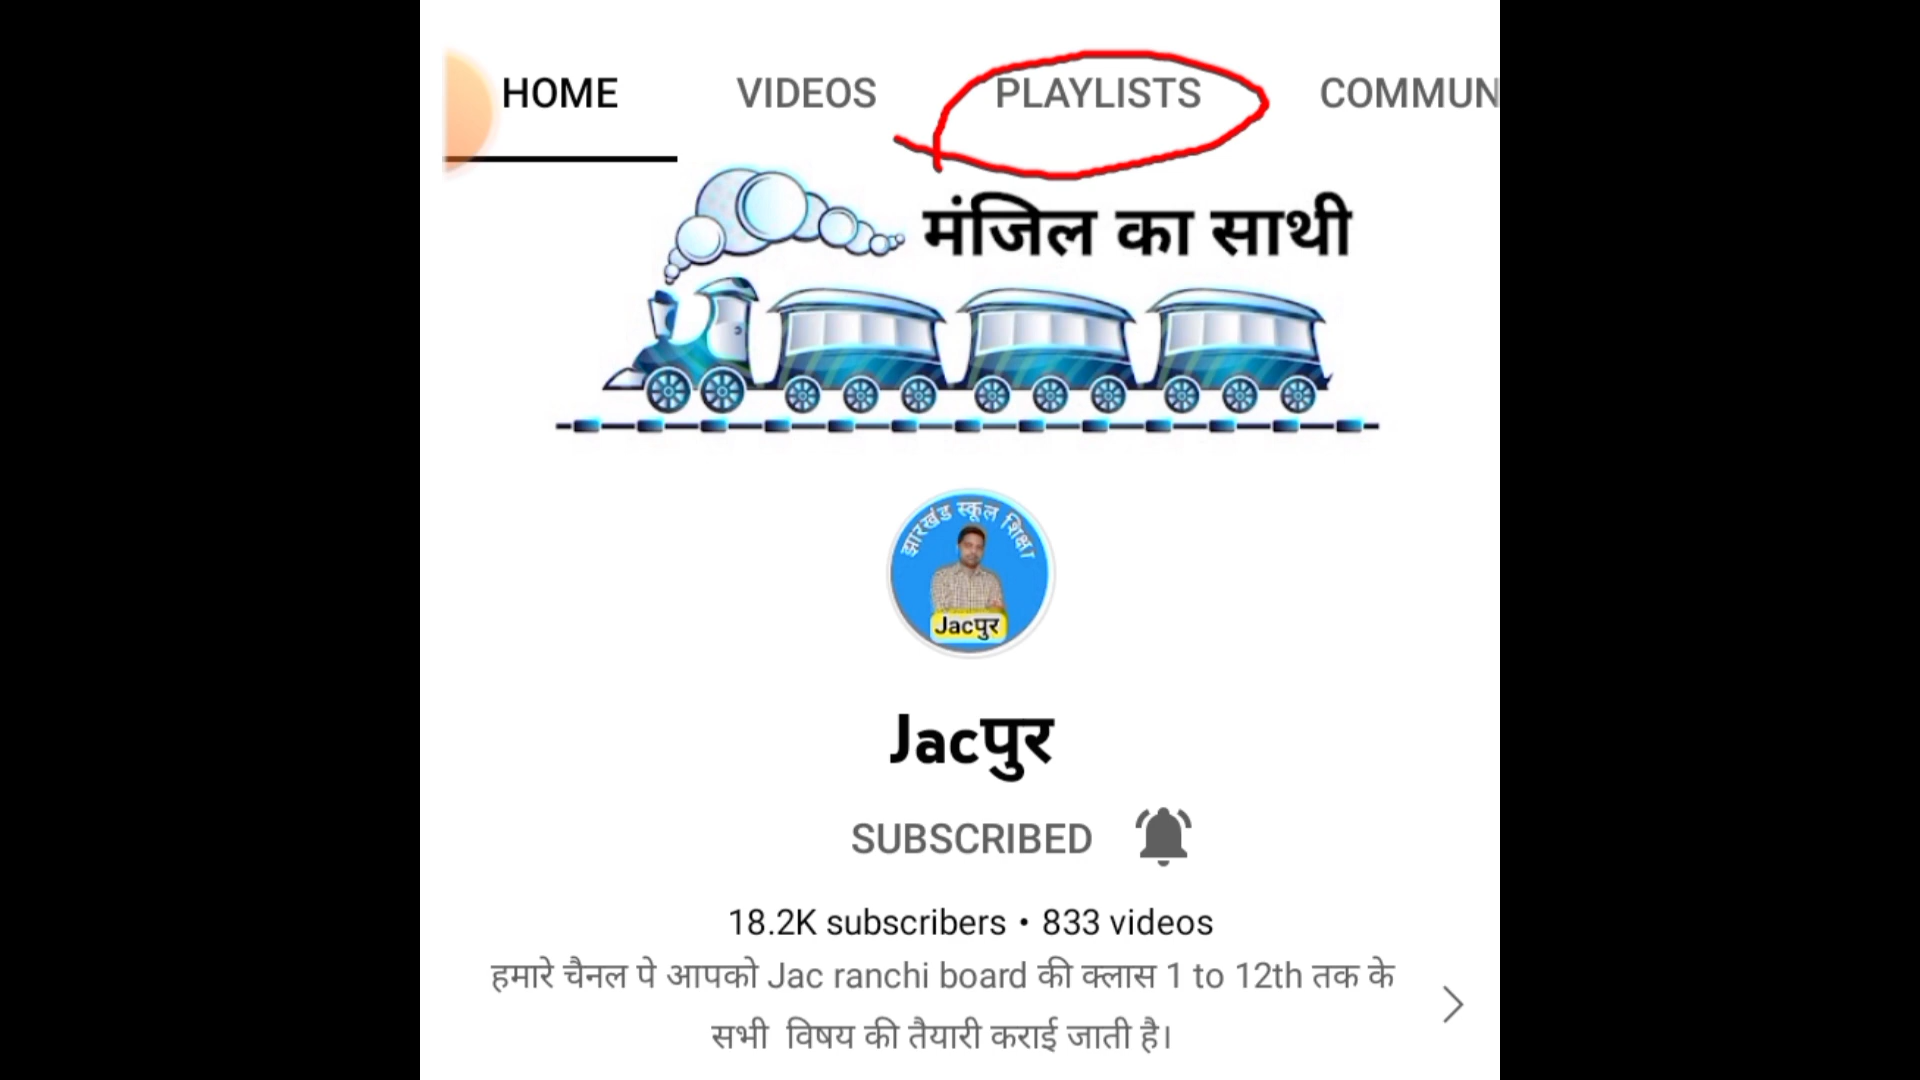 HOME VIDEOS PLAYLISTS COMMUN
मंजिल का साथी
झारखंड स्कूल शिक्षा
Jacपुर
Jacपुर
SUBSCRIBED
18.2K subscribers • 833 videos
हमारे चैनल पे आपको Jac ranchi board की क्लास 1 to 12th तक के
सभी विषय की तैयारी कराई जाती है।